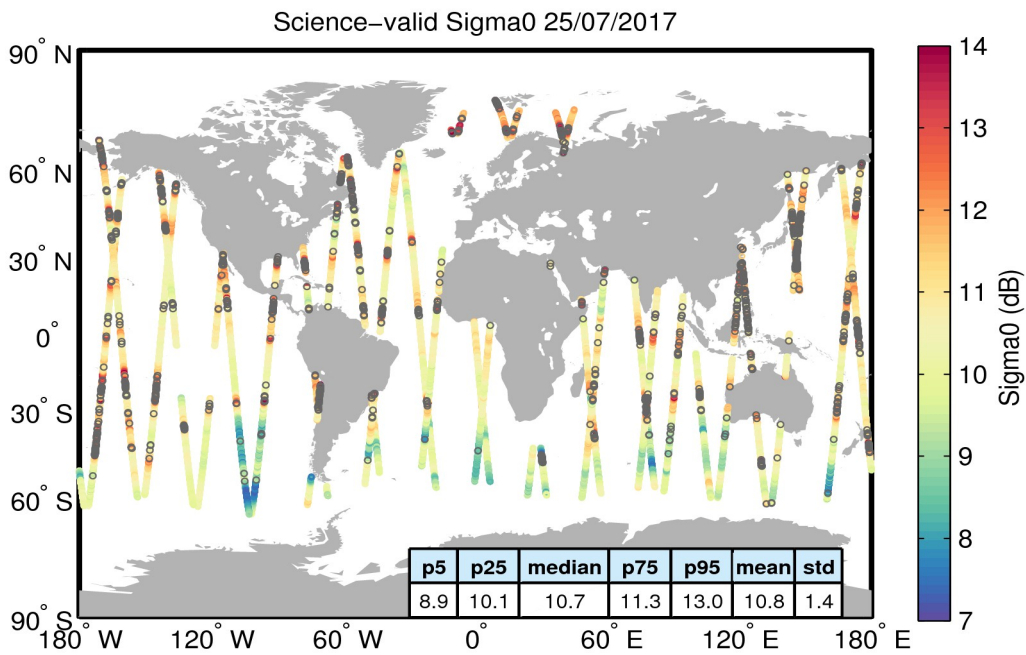 Science−valid Sigma0 25/07/2017
90° N
60° N
30° N
0°
30° S
60° S
90° S
180° W
120° W
60° W
0°
60° E
120° E
180° E
p5 p25 median p75 p95 mean std
8.9 10.1 10.7 11.3 13.0 10.8 1.4
14
13
12
11
10
9
8
7
Sigma0 (dB)